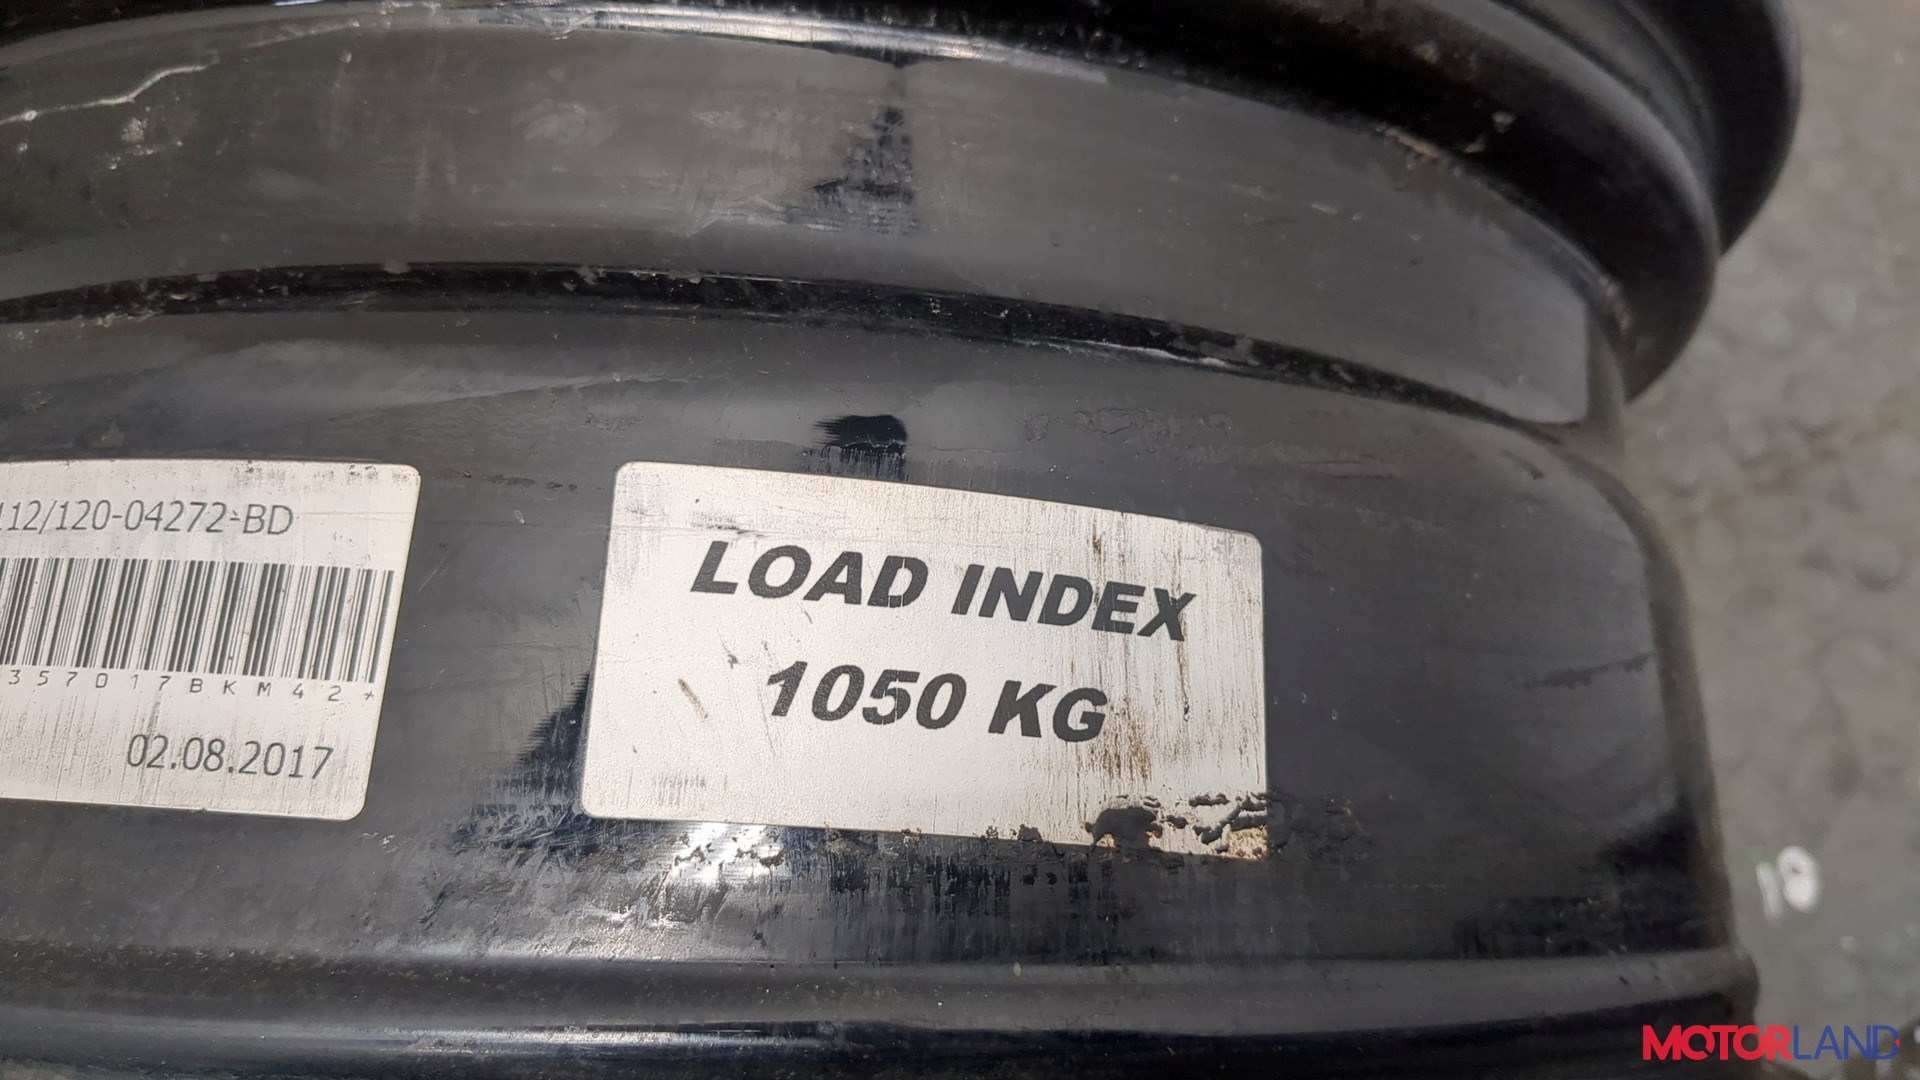 112/120-04272-BD
357017BKM42*
02.08.2017
LOAD INDEX
1050 KG
MOTORLAND